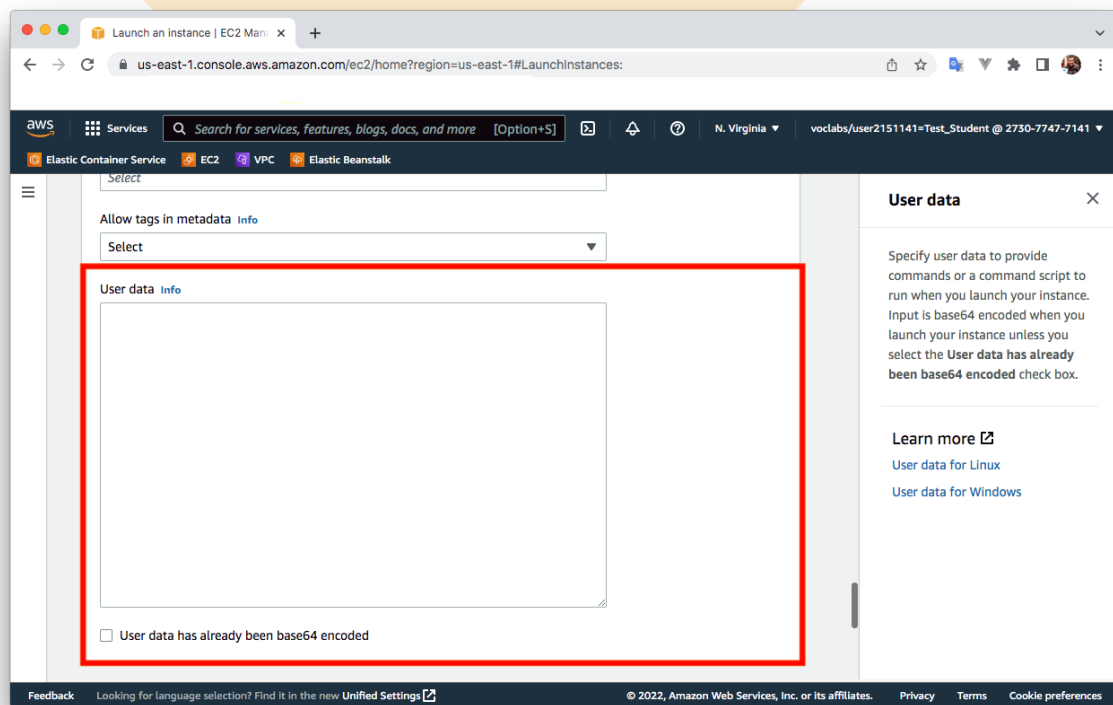 Launch an instance | EC2 Mana
us-east-1.console.aws.amazon.com/ec2/home?region=us-east-1#LaunchInstances:
aws
Services
Search for services, features, blogs, docs, and more [Option+S]
N. Virginia
voclabs/user2151141=Test_Student @ 2730-7747-7141
Elastic Container Service
EC2
VPC
Elastic Beanstalk
Select
Allow tags in metadata Info
Select
User data Info
User data has already been base64 encoded
User data
Specify user data to provide
commands or a command script to
run when you launch your instance.
Input is base64 encoded when you
launch your instance unless you
select the User data has already
been base64 encoded check box.
Learn more
User data for Linux
User data for Windows
Feedback
Looking for language selection? Find it in the new Unified Settings
© 2022, Amazon Web Services, Inc. or its affiliates.
Privacy
Terms
Cookie preferences